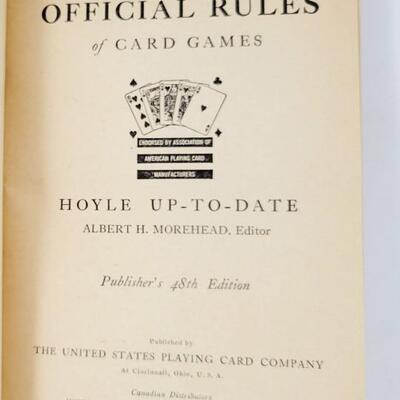 OFFICIAL RULES
of CARD GAMES
ENDORSED BY ASSOCIATION OF
AMERICAN PLAYING CARD
MANUFACTURERS
HOYLE UP-TO-DATE
ALBERT H. MOREHEAD, Editor
Publisher's 48th Edition
Published by
THE UNITED STATES PLAYING CARD COMPANY
At Cincinnati, Ohio, U. S. A.
Canadian Distributors